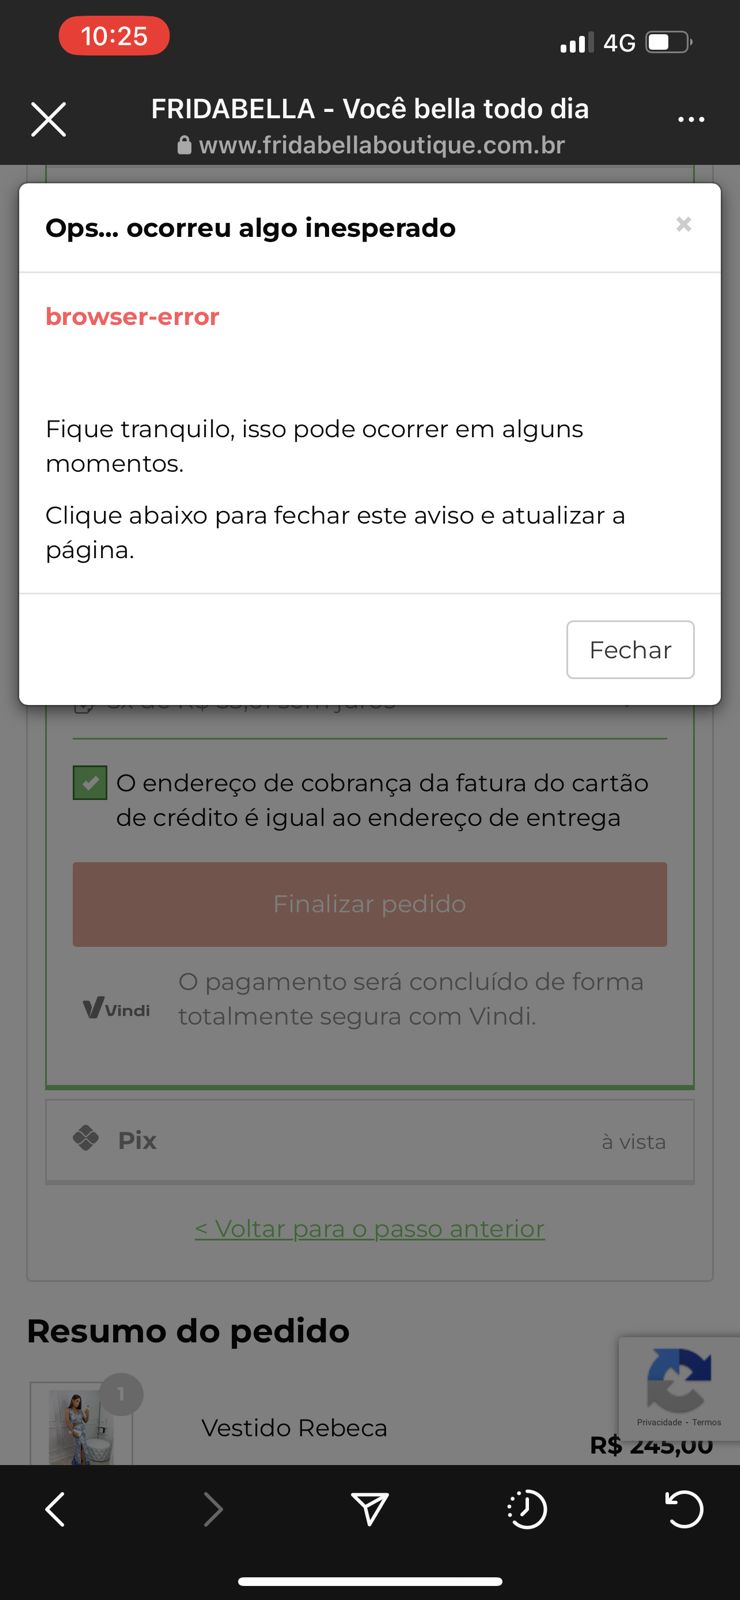 10:25
4G
FRIDABELLA - Você bella todo dia
www.fridabellaboutique.com.br
Ops... ocorreu algo inesperado
browser-error
Fique tranquilo, isso pode ocorrer em alguns
momentos.
Clique abaixo para fechar este aviso e atualizar a
página.
Fechar
O endereço de cobrança da fatura do cartão
de crédito é igual ao endereço de entrega
Finalizar pedido
O pagamento será concluído de forma
Vindi
totalmente segura com Vindi.
Pix
à vista
< Voltar para o passo anterior
Resumo do pedido
1
Vestido Rebeca
Privacidade - Termos
R$ 245,00